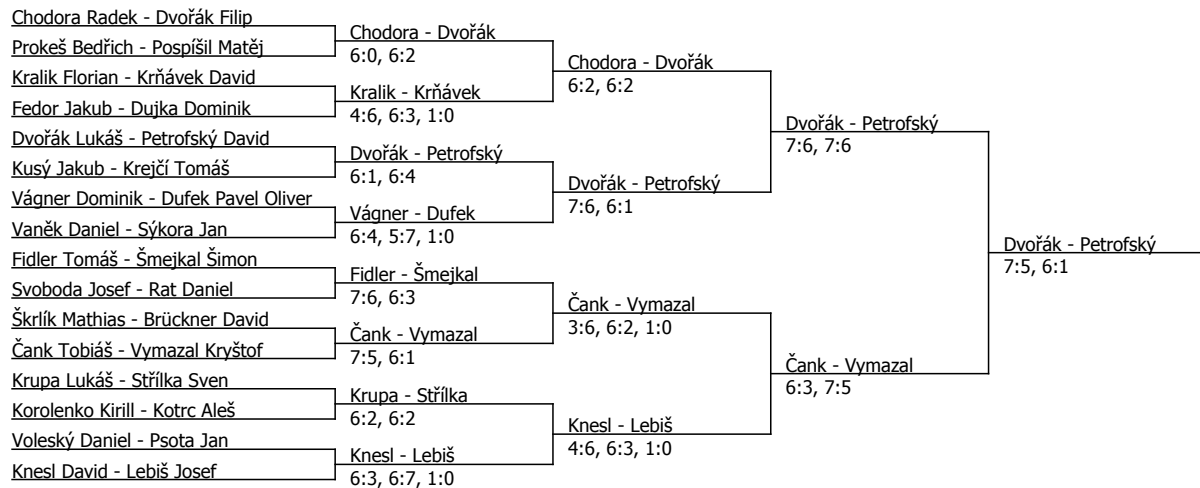 Chodora Radek - Dvořák Filip
Prokeš Bedřich - Pospíšil Matěj
Kralik Florian - Krňávek David
Fedor Jakub - Dujka Dominik
Dvořák Lukáš - Petrofský David
Kusý Jakub - Krejčí Tomáš
Vágner Dominik - Dufek Pavel Oliver
Vaněk Daniel - Sýkora Jan
Fidler Tomáš - Šmejkal Šimon
Svoboda Josef - Rat Daniel
Škrlík Mathias - Brückner David
Čank Tobiáš - Vymazal Kryštof
Krupa Lukáš - Střílka Sven
Korolenko Kirill - Kotrc Aleš
Voleský Daniel - Psota Jan
Knesl David - Lebiš Josef
Chodora - Dvořák
6:0, 6:2
Kralik - Krňávek
4:6, 6:3, 1:0
Dvořák - Petrofský
6:1, 6:4
Vágner - Dufek
6:4, 5:7, 1:0
Fidler - Šmejkal
7:6, 6:3
Čank - Vymazal
7:5, 6:1
Krupa - Střílka
6:2, 6:2
Knesl - Lebiš
6:3, 6:7, 1:0
Chodora - Dvořák
6:2, 6:2
Dvořák - Petrofský
7:6, 6:1
Čank - Vymazal
3:6, 6:2, 1:0
Knesl - Lebiš
4:6, 6:3, 1:0
Dvořák - Petrofský
7:6, 7:6
Čank - Vymazal
6:3, 7:5
Dvořák - Petrofský
7:5, 6:1